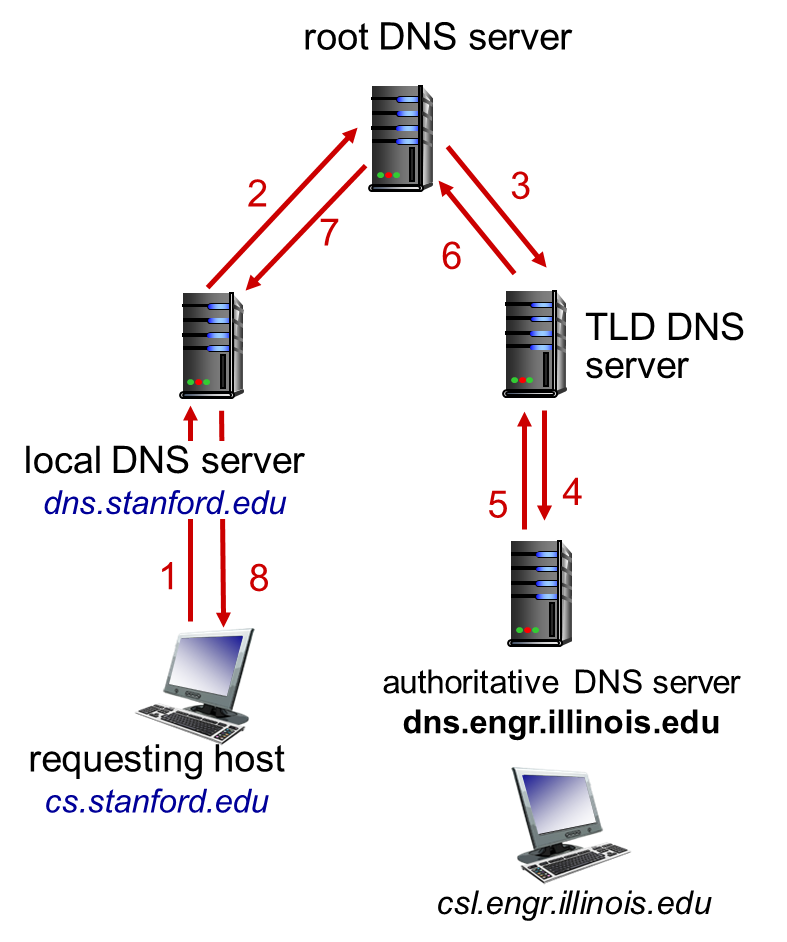 root DNS server
2
3
7
6
TLD DNS
server
local DNS server
dns.stanford.edu
5
4
1
8
authoritative DNS server
dns.engr.illinois.edu
requesting host
cs.stanford.edu
csl.engr.illinois.edu